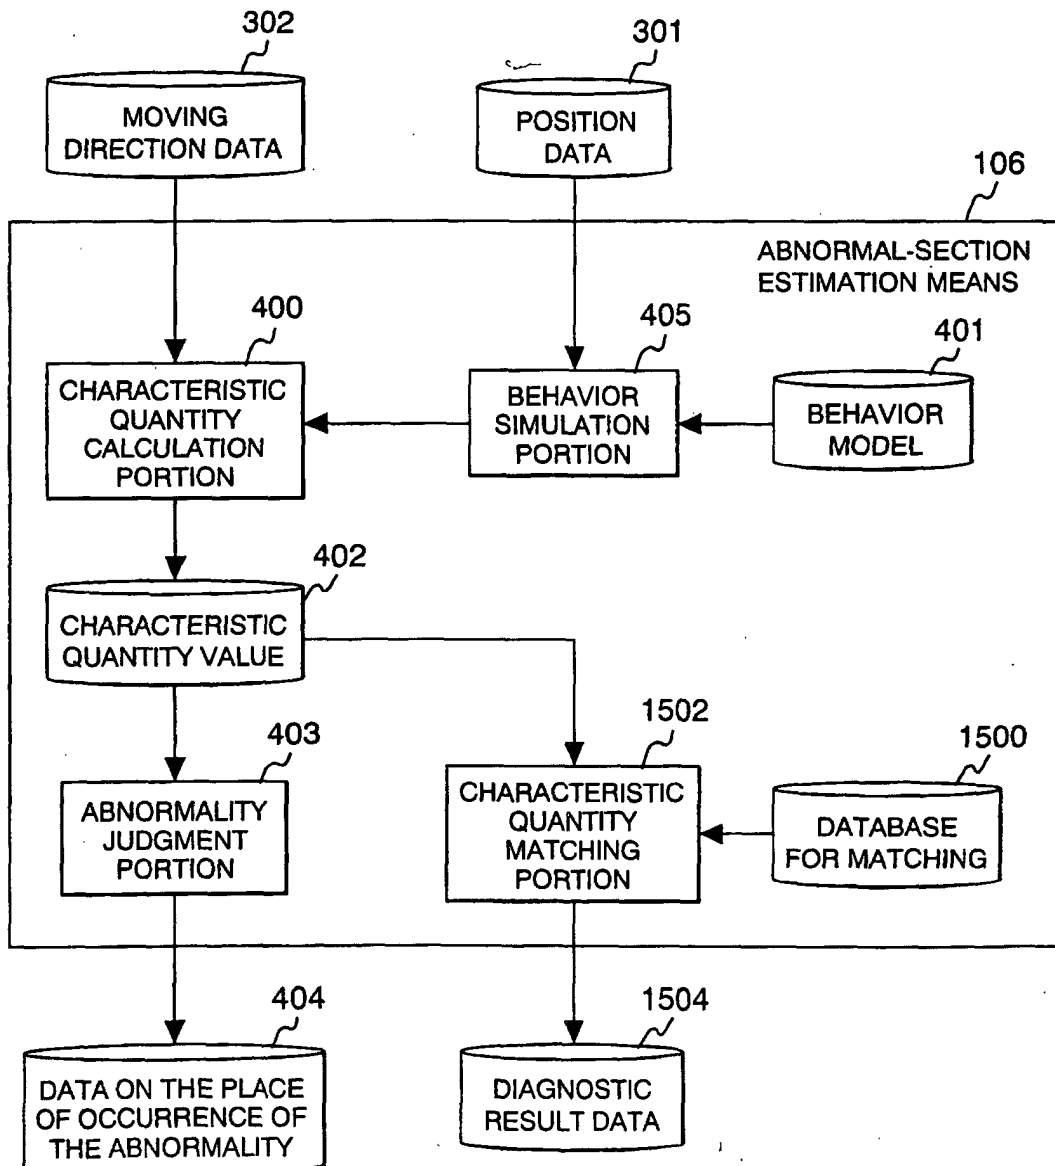 302
MOVING
DIRECTION DATA
301
POSITION
DATA
106
ABNORMAL-SECTION
ESTIMATION MEANS
400
CHARACTERISTIC
QUANTITY
CALCULATION
PORTION
405
BEHAVIOR
SIMULATION
PORTION
401
BEHAVIOR
MODEL
402
CHARACTERISTIC
QUANTITY VALUE
403
ABNORMALITY
JUDGMENT
PORTION
1502
CHARACTERISTIC
QUANTITY
MATCHING
PORTION
1500
DATABASE
FOR MATCHING
404
DATA ON THE PLACE
OF OCCURRENCE OF
THE ABNORMALITY
1504
DIAGNOSTIC
RESULT DATA